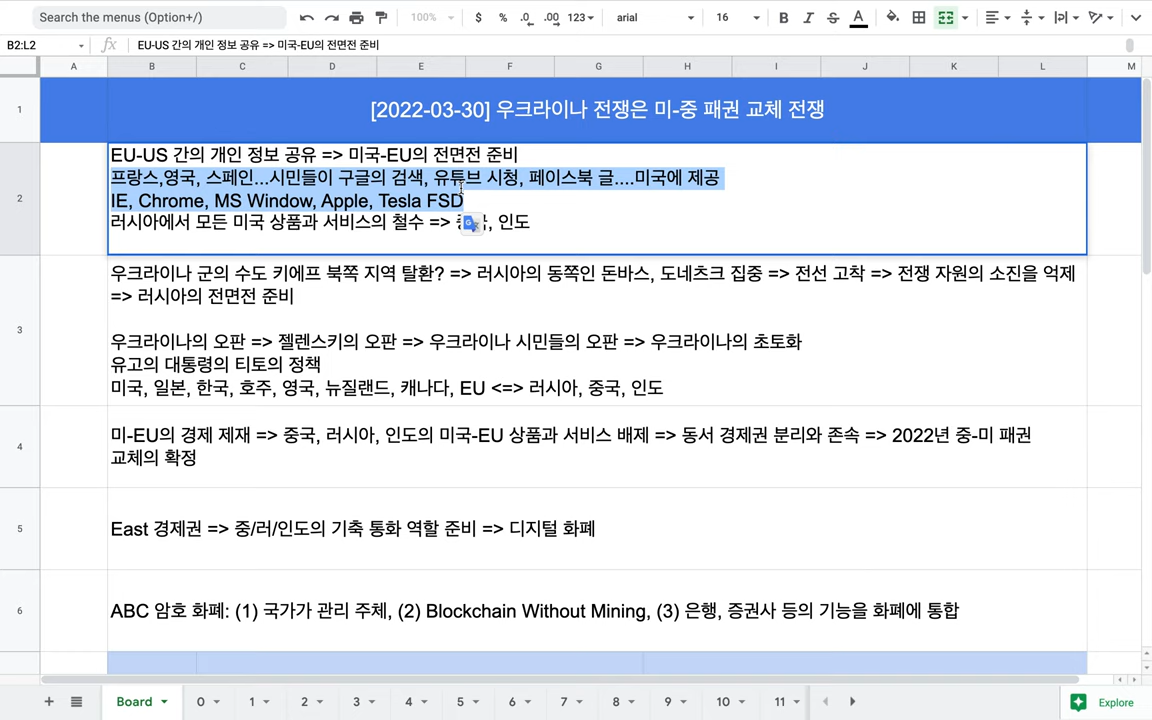 Search the menus (Option+/)
100%
$ % .0 .00 123
arial
16
B I S A
B2:L2
fx
EU-US 간의 개인 정보 공유 => 미국-EU의 전면전 준비
A B C D E F G H I J K L M
1
[2022-03-30] 우크라이나 전쟁은 미-중 패권 교체 전쟁
2
EU-US 간의 개인 정보 공유 => 미국-EU의 전면전 준비
프랑스,영국, 스페인...시민들이 구글의 검색, 유튜브 시청, 페이스북 글....미국에 제공
IE, Chrome, MS Window, Apple, Tesla FSD
러시아에서 모든 미국 상품과 서비스의 철수 => 인도
3
우크라이나 군의 수도 키에프 북쪽 지역 탈환? => 러시아의 동쪽인 돈바스, 도네츠크 집중 => 전선 고착 => 전쟁 자원의 소진을 억제
=> 러시아의 전면전 준비
우크라이나의 오판 => 젤렌스키의 오판 => 우크라이나 시민들의 오판 => 우크라이나의 초토화
유고의 대통령의 티토의 정책
미국, 일본, 한국, 호주, 영국, 뉴질랜드, 캐나다, EU <=> 러시아, 중국, 인도
4
미-EU의 경제 제재 => 중국, 러시아, 인도의 미국-EU 상품과 서비스 배제 => 동서 경제권 분리와 존속 => 2022년 중-미 패권
교체의 확정
5
East 경제권 => 중/러/인도의 기축 통화 역할 준비 => 디지털 화폐
6
ABC 암호 화폐: (1) 국가가 관리 주체, (2) Blockchain Without Mining, (3) 은행, 증권사 등의 기능을 화폐에 통합
+ Board 0 1 2 3 4 5 6 7 8 9 10 11 Explore